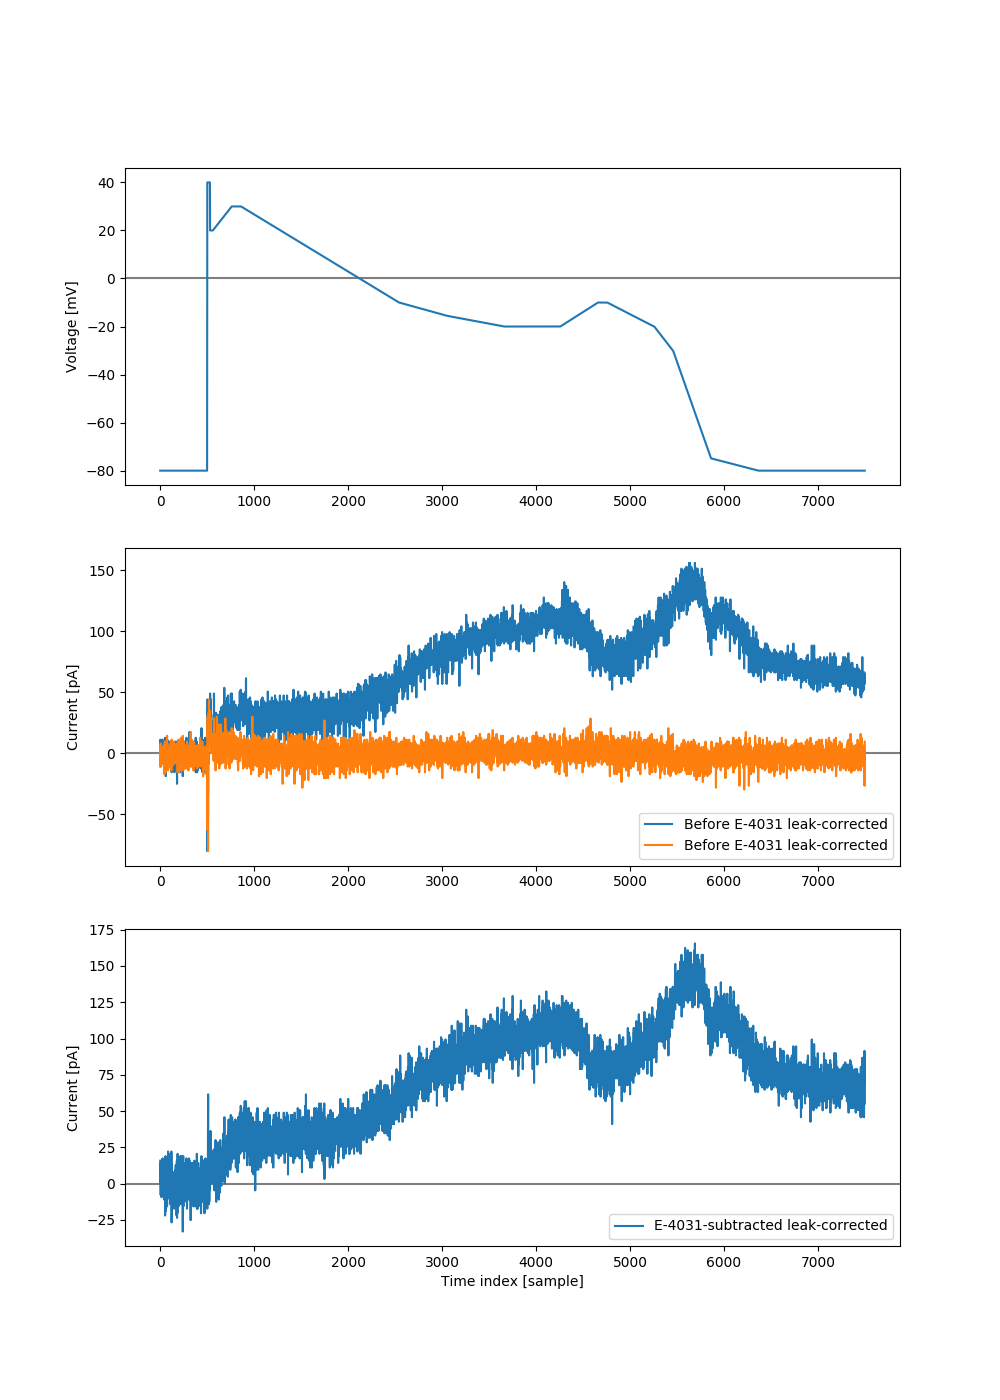 40
20
0
−20
−40
−60
−80
Voltage [mV]
0 1000 2000 3000 4000 5000 6000 7000
150
100
50
0
−50
Current [pA]
Before E-4031 leak-corrected
Before E-4031 leak-corrected
0 1000 2000 3000 4000 5000 6000 7000
175
150
125
100
75
50
25
0
−25
Current [pA]
E-4031-subtracted leak-corrected
0 1000 2000 3000 4000 5000 6000 7000
Time index [sample]